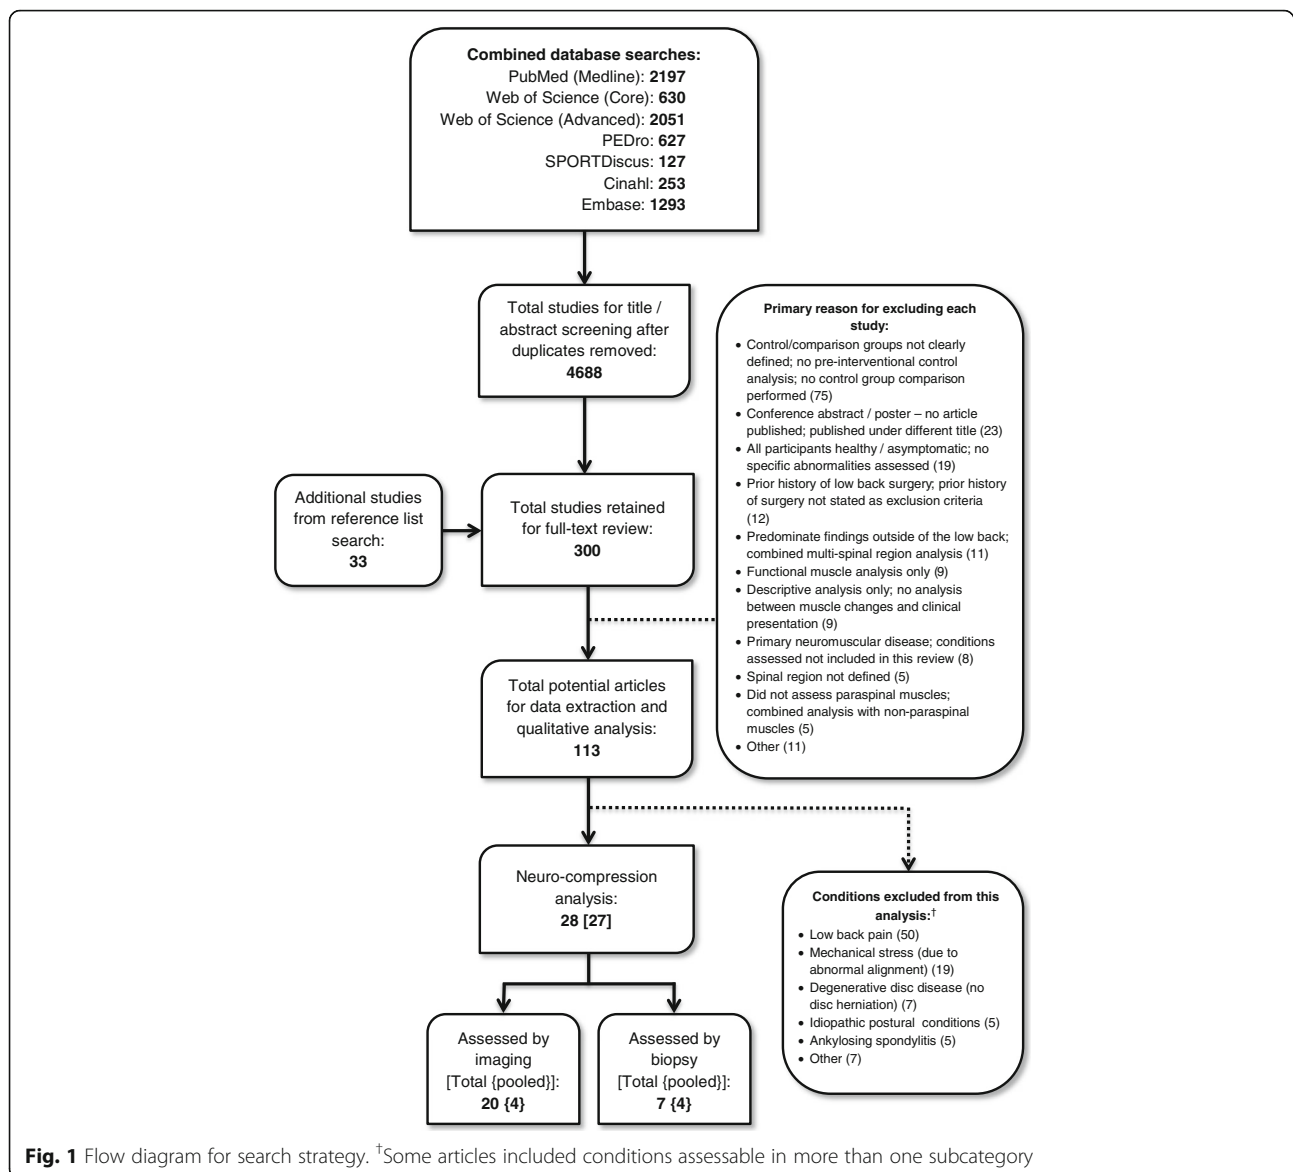 Combined database searches:
PubMed (Medline): 2197
Web of Science (Core): 630
Web of Science (Advanced): 2051
PEDro: 627
SPORTDiscus: 127
Cinahl: 253
Embase: 1293
Total studies for title /
abstract screening after
duplicates removed:
4688
Additional studies
from reference list
search:
33
Total studies retained
for full-text review:
300
Primary reason for excluding each
study:
• Control/comparison groups not clearly
defined; no pre-interventional control
analysis; no control group comparison
performed (75)
• Conference abstract / poster – no article
published; published under different title (23)
• All participants healthy / asymptomatic; no
specific abnormalities assessed (19)
• Prior history of low back surgery; prior history
of surgery not stated as exclusion criteria
(12)
• Predominate findings outside of the low back;
combined multi-spinal region analysis (11)
• Functional muscle analysis only (9)
• Descriptive analysis only; no analysis
between muscle changes and clinical
presentation (9)
• Primary neuromuscular disease; conditions
assessed not included in this review (8)
• Spinal region not defined (5)
• Did not assess paraspinal muscles;
combined analysis with non-paraspinal
muscles (5)
• Other (11)
Total potential articles
for data extraction and
qualitative analysis:
113
Neuro-compression
analysis:
28 [27]
Conditions excluded from this
analysis:†
• Low back pain (50)
• Mechanical stress (due to
abnormal alignment) (19)
• Degenerative disc disease (no
disc herniation) (7)
• Idiopathic postural conditions (5)
• Ankylosing spondylitis (5)
• Other (7)
Assessed by
imaging
[Total {pooled}]:
20 {4}
Assessed by
biopsy
[Total {pooled}]:
7 {4}
Fig. 1 Flow diagram for search strategy. †Some articles included conditions assessable in more than one subcategory